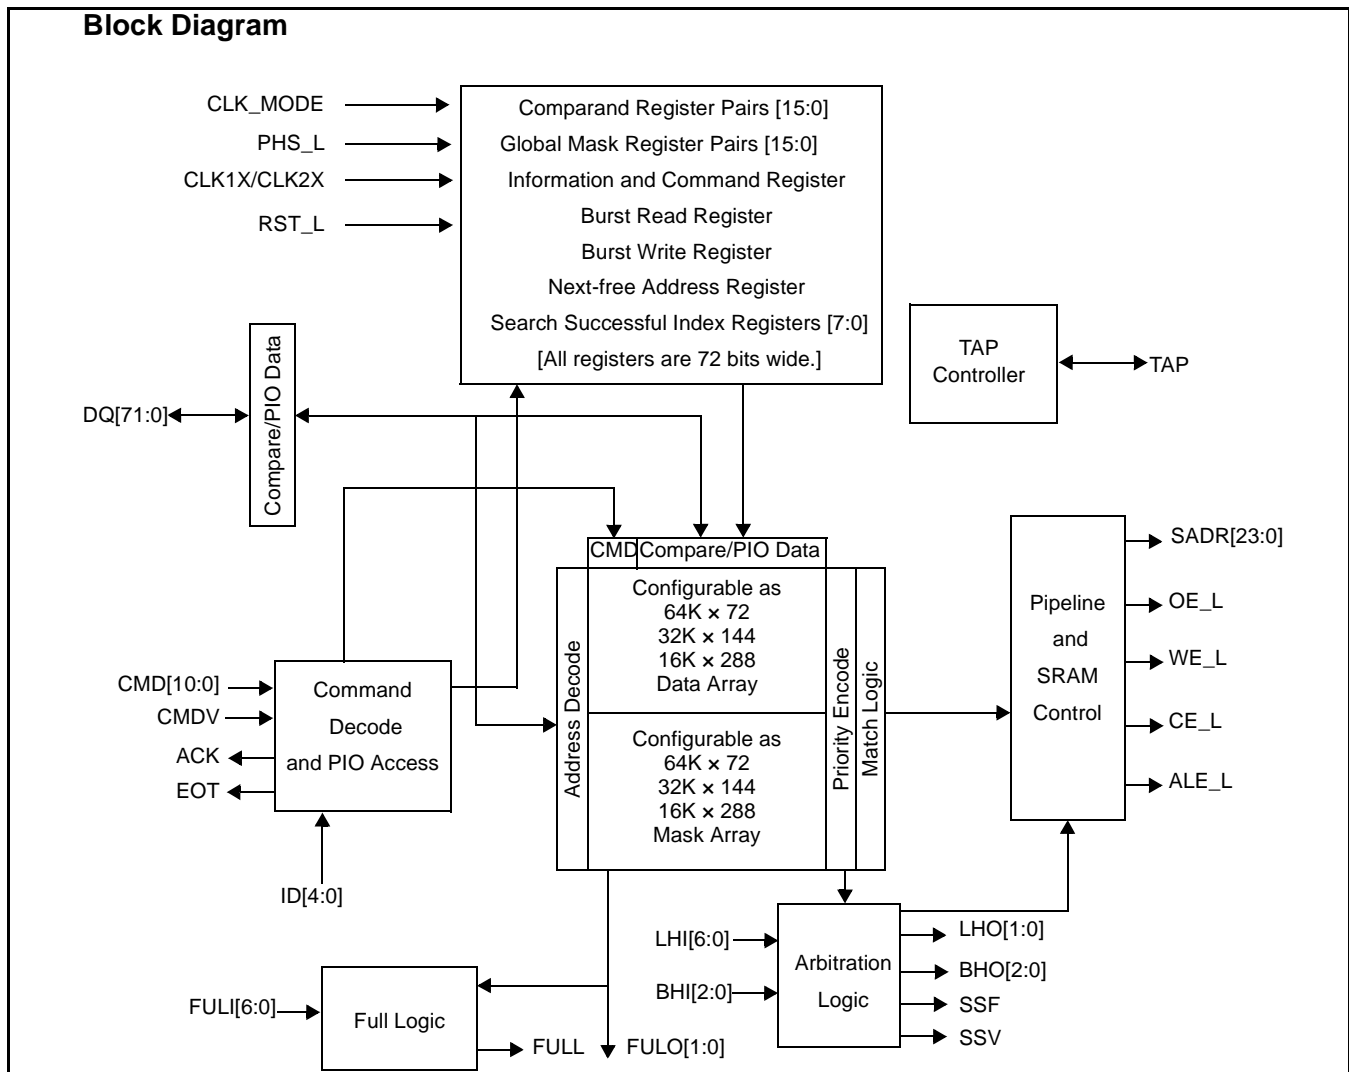 Block Diagram
CLK_MODE
PHS_L
CLK1X/CLK2X
RST_L
Comparand Register Pairs [15:0]
Global Mask Register Pairs [15:0]
Information and Command Register
Burst Read Register
Burst Write Register
Next-free Address Register
Search Successful Index Registers [7:0]
[All registers are 72 bits wide.]
TAP
Controller
TAP
DQ[71:0]
Compare/PIO Data
CMD
Compare/PIO Data
Address Decode
Configurable as
64K × 72
32K × 144
16K × 288
Data Array
Configurable as
64K × 72
32K × 144
16K × 288
Mask Array
Priority Encode
Match Logic
Pipeline
and
SRAM
Control
SADR[23:0]
OE_L
WE_L
CE_L
ALE_L
CMD[10:0]
CMDV
ACK
EOT
Command
Decode
and PIO Access
ID[4:0]
LHI[6:0]
BHI[2:0]
Arbitration
Logic
LHO[1:0]
BHO[2:0]
SSF
SSV
FULI[6:0]
Full Logic
FULL
FULO[1:0]